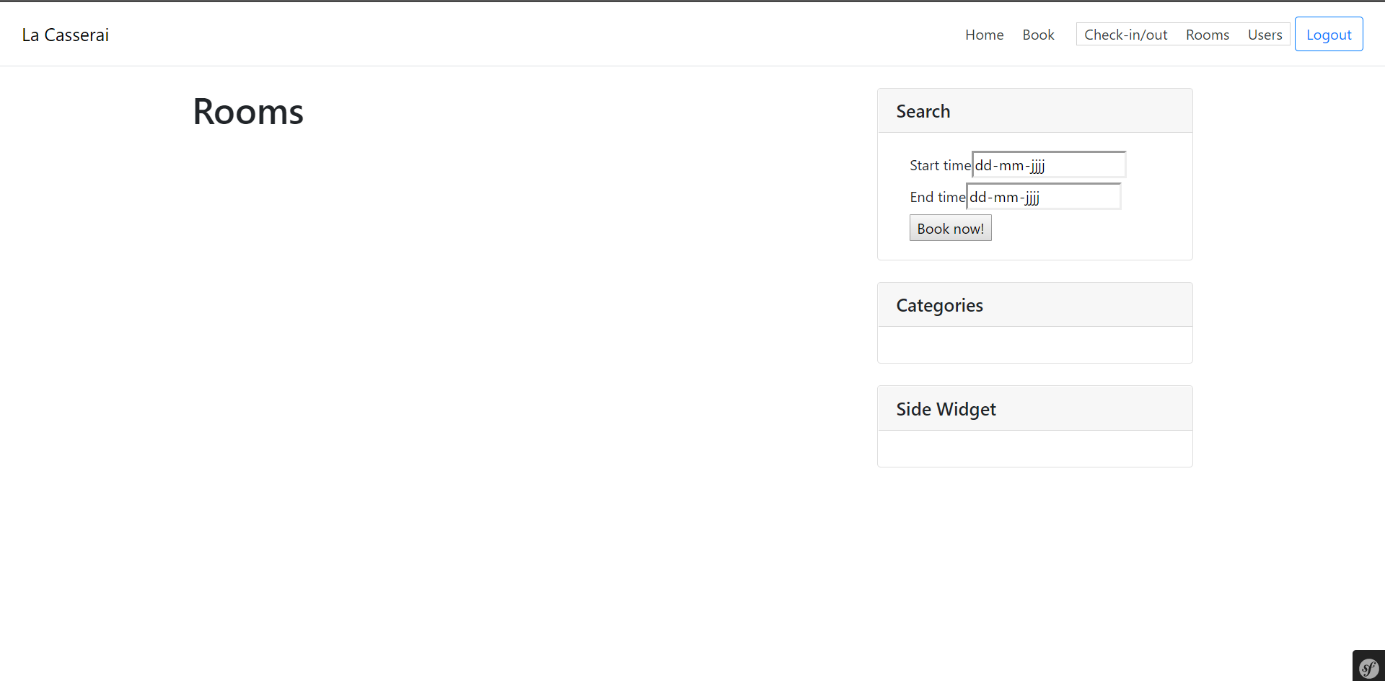 La Casserai
Home Book Check-in/out Rooms Users Logout
Rooms
Search
Start time dd-mm-jjjj
End time dd-mm-jjjj
Book now!
Categories
Side Widget
sf